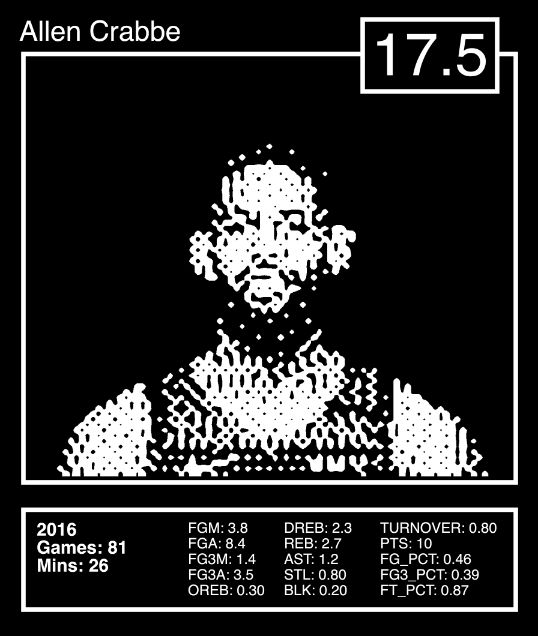 Allen Crabbe
17.5
2016
Games: 81
Mins: 26
FGM: 3.8
FGA: 8.4
FG3M: 1.4
FG3A: 3.5
OREB: 0.30
DREB: 2.3
REB: 2.7
AST: 1.2
STL: 0.80
BLK: 0.20
TURNOVER: 0.80
PTS: 10
FG_PCT: 0.46
FG3_PCT: 0.39
FT_PCT: 0.87